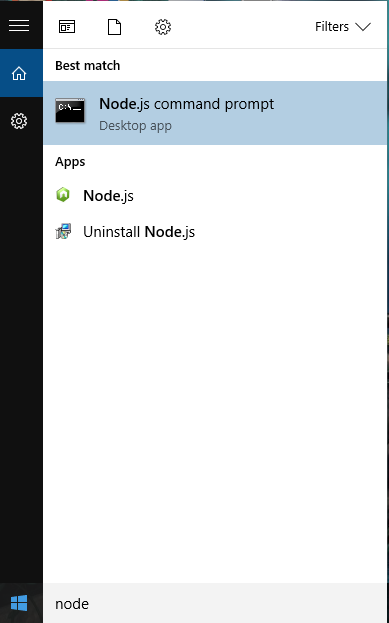 Filters
Best match
Node.js command prompt
Desktop app
Apps
Node.js
Uninstall Node.js
node